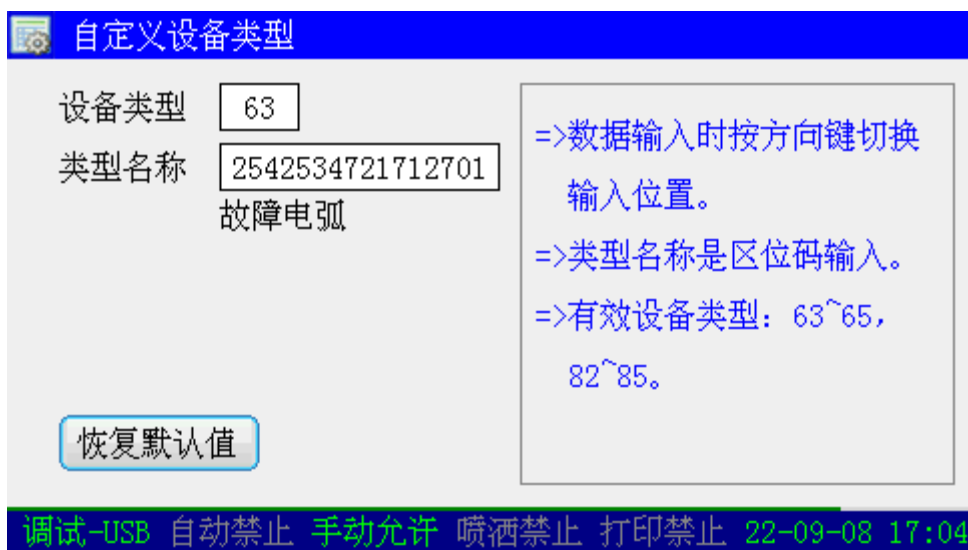 自定义设备类型
设备类型 63
类型名称 2542534721712701
故障电弧
=>数据输入时按方向键切换
输入位置。
=>类型名称是区位码输入。
=>有效设备类型：63~65,
82~85。
恢复默认值
调试-USB 自动禁止 手动允许 喷洒禁止 打印禁止 22-09-08 17:04